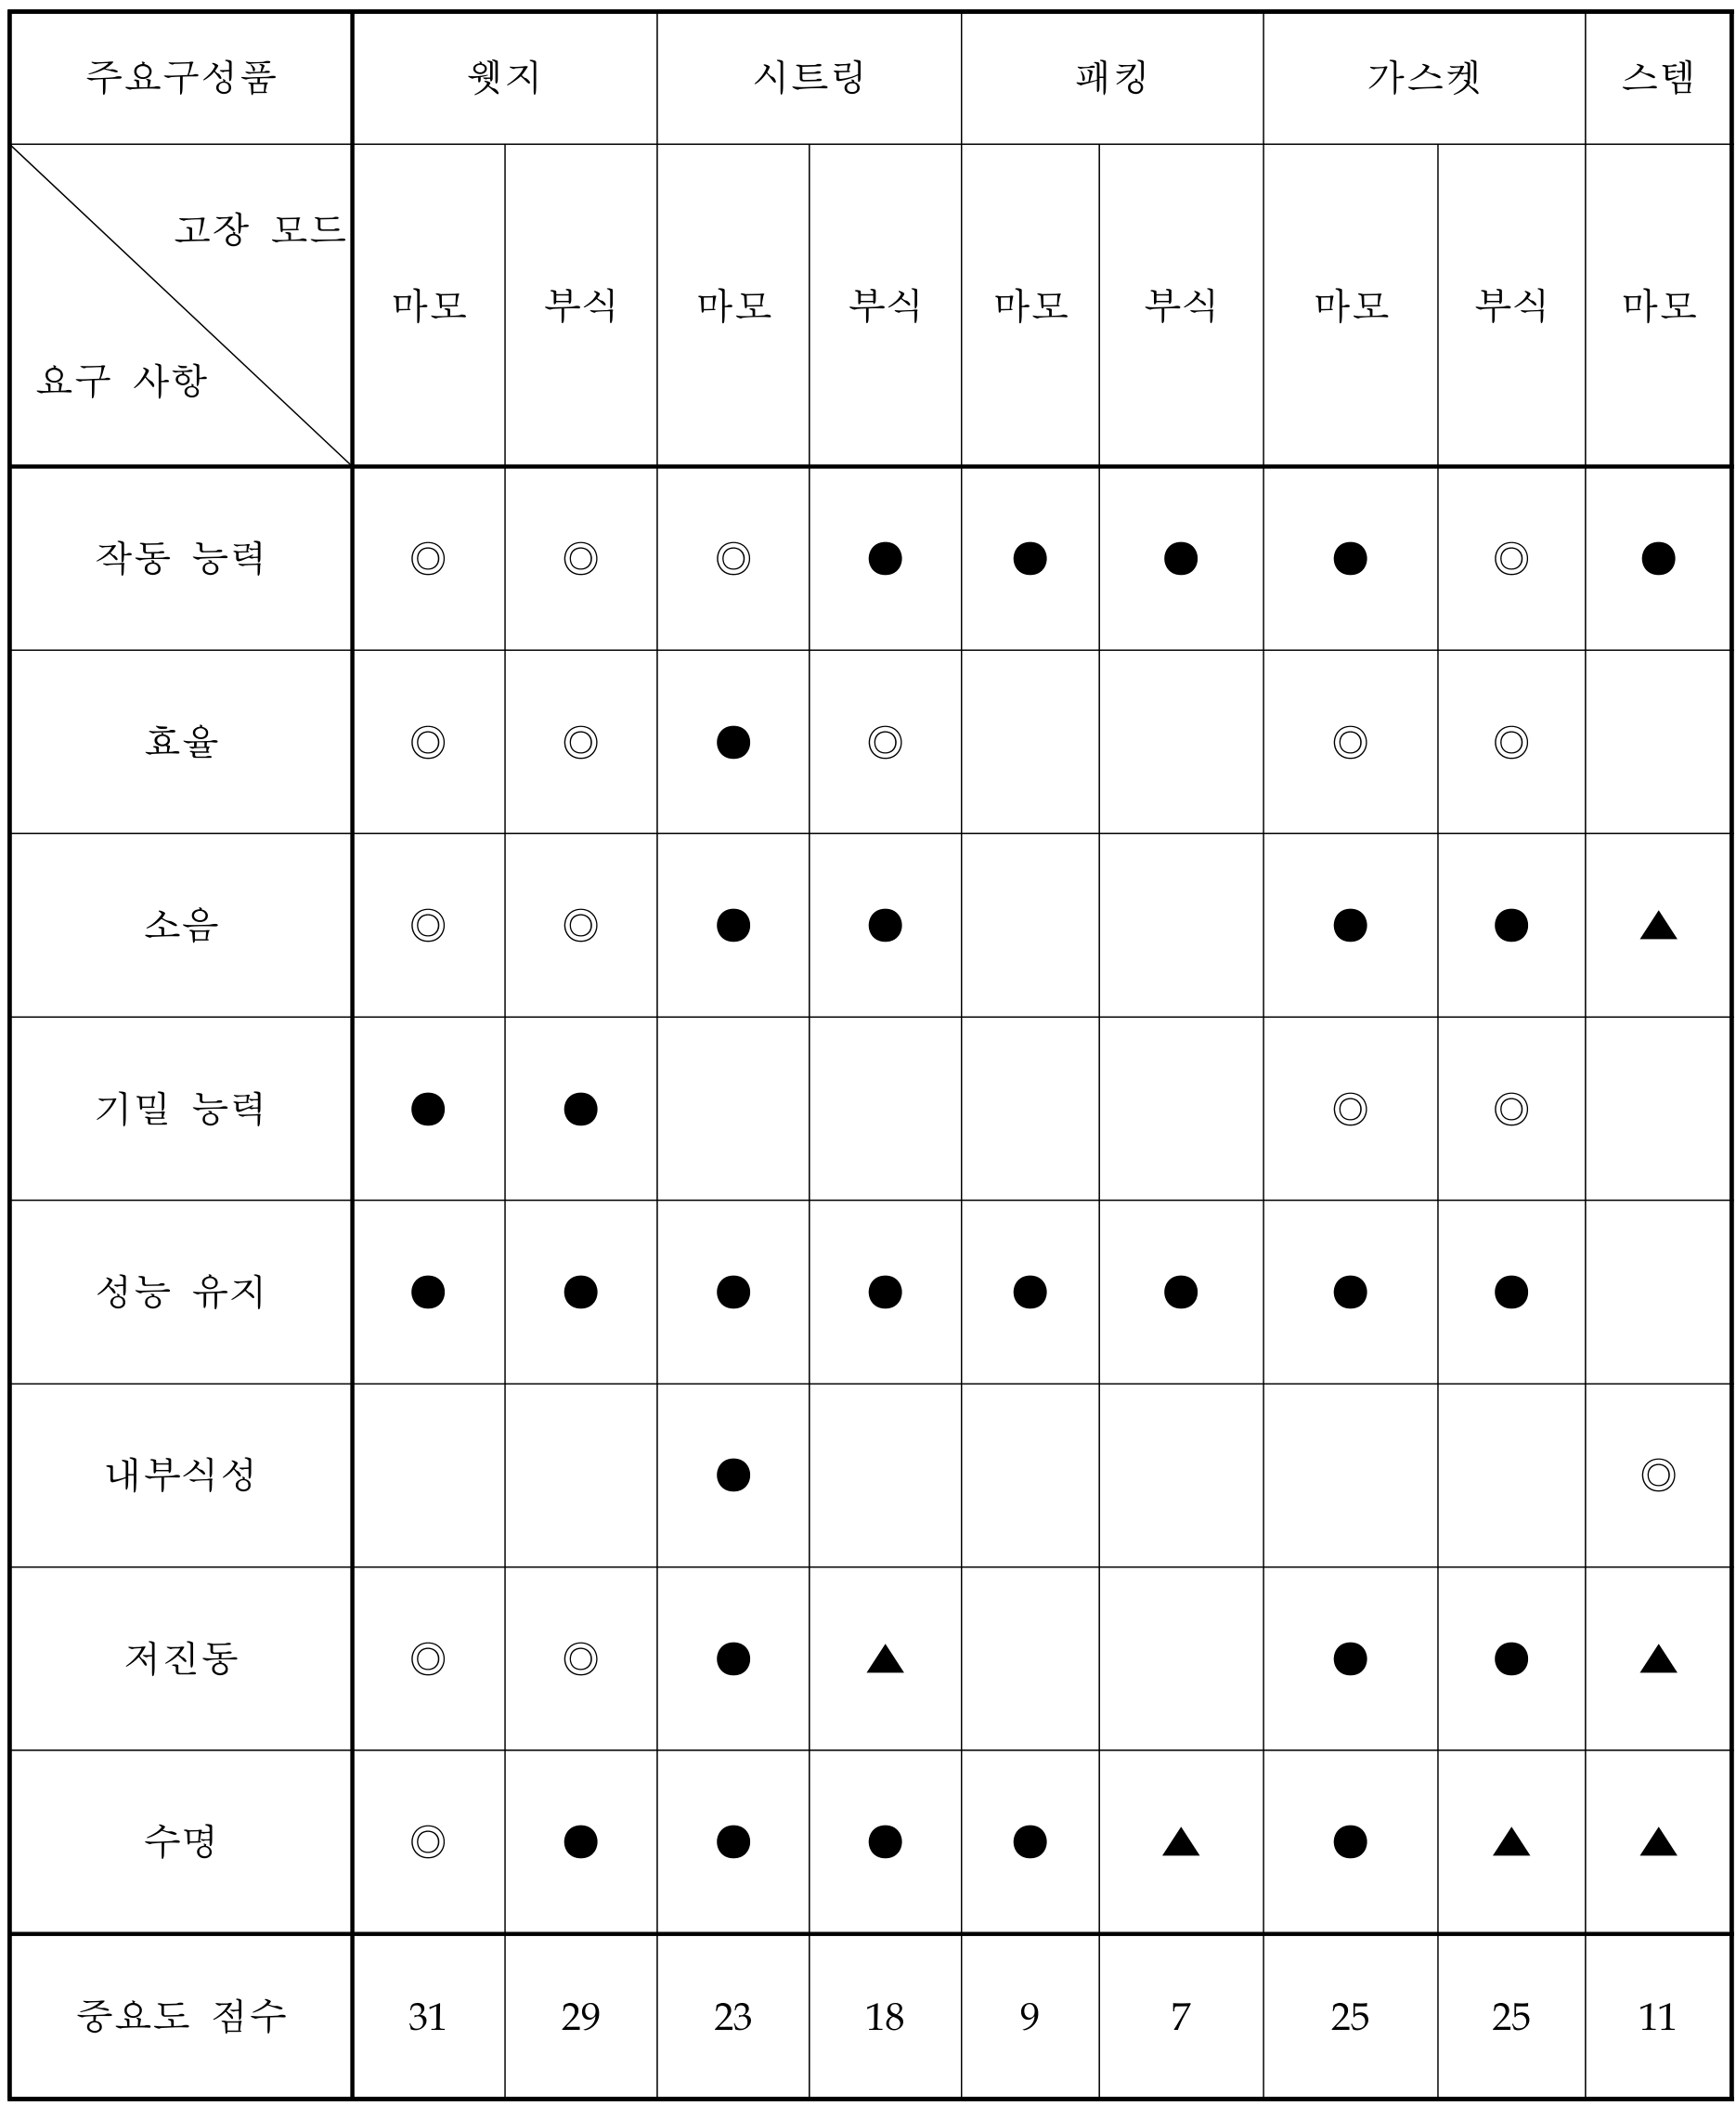 주요구성품 웻지 시트링 패킹 가스켓 스템
고장 모드
요구 사항
마모 부식 마모 부식 마모 부식 마모 부식 마모
작동 능력 ◎ ◎ ◎ ● ● ● ● ◎ ●
효율 ◎ ◎ ● ◎ ◎ ◎
소음 ◎ ◎ ● ● ● ● ▲
기밀 능력 ● ● ◎ ◎
성능 유지 ● ● ● ● ● ● ● ●
내부식성 ● ◎
저진동 ◎ ◎ ● ▲ ● ● ▲
수명 ◎ ● ● ● ● ▲ ● ▲ ▲
중요도 점수 31 29 23 18 9 7 25 25 11